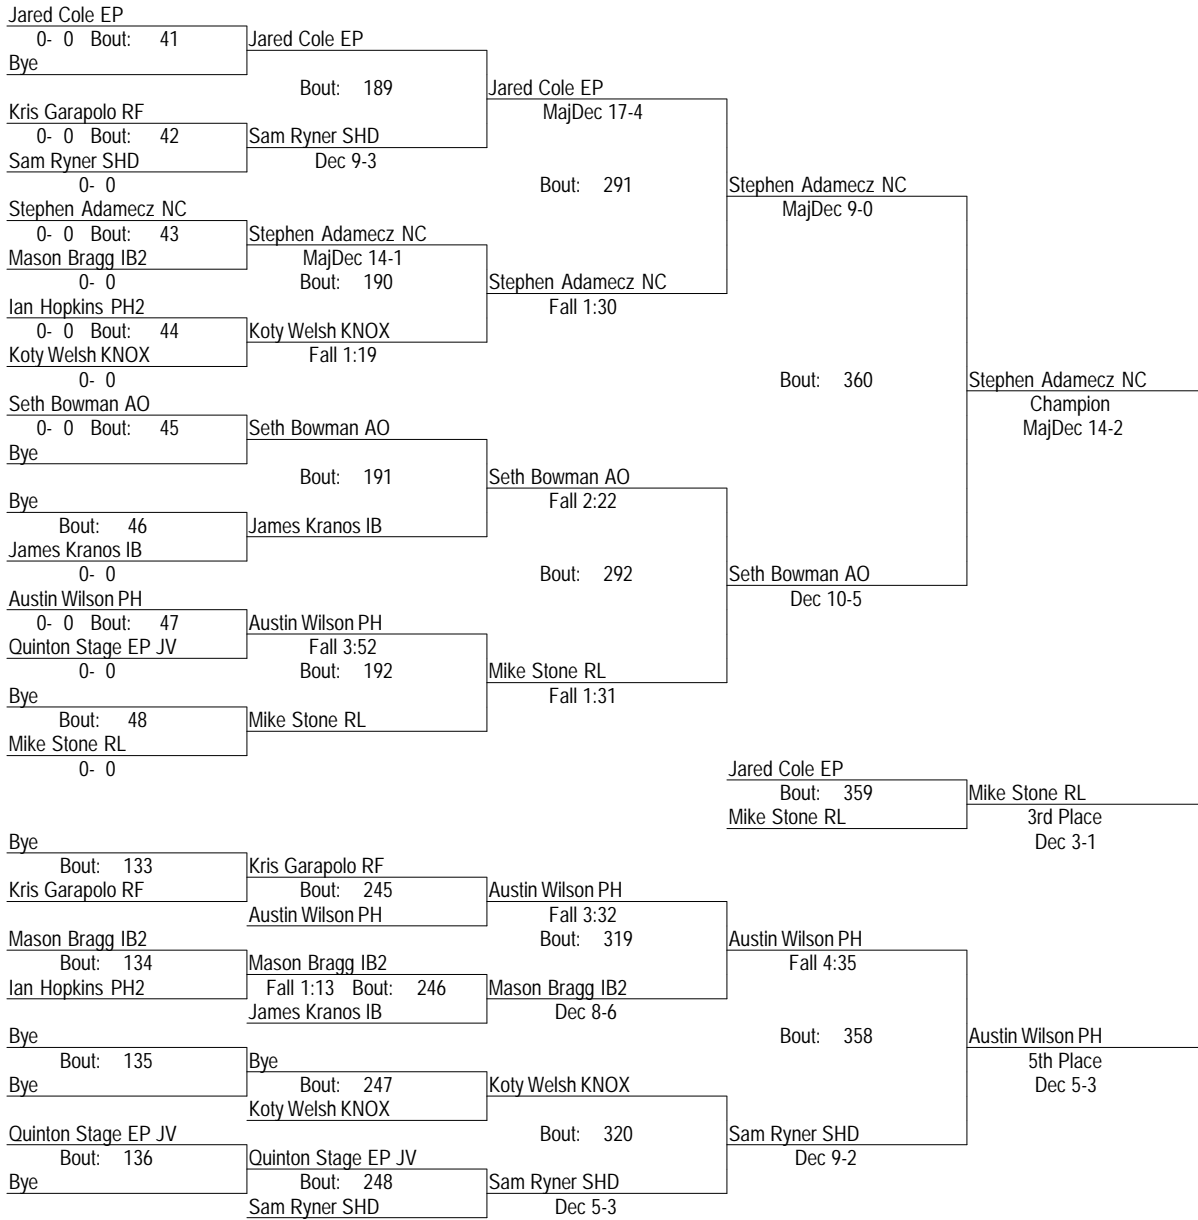 Jared Cole EP
0- 0 Bout: 41
Jared Cole EP
Bye
Bout: 189
Jared Cole EP
Kris Garapolo RF
MajDec 17-4
0- 0 Bout: 42
Sam Ryner SHD
Sam Ryner SHD
Dec 9-3
0- 0
Bout: 291
Stephen Adamecz NC
Stephen Adamecz NC
MajDec 9-0
0- 0 Bout: 43
Stephen Adamecz NC
Mason Bragg IB2
MajDec 14-1
0- 0
Bout: 190
Stephen Adamecz NC
Ian Hopkins PH2
Fall 1:30
0- 0 Bout: 44
Koty Welsh KNOX
Koty Welsh KNOX
Fall 1:19
0- 0
Bout: 360
Stephen Adamecz NC
Seth Bowman AO
Champion
0- 0 Bout: 45
Seth Bowman AO
MajDec 14-2
Bye
Bout: 191
Seth Bowman AO
Bye
Fall 2:22
Bout: 46
James Kranos IB
James Kranos IB
0- 0
Bout: 292
Seth Bowman AO
Austin Wilson PH
Dec 10-5
0- 0 Bout: 47
Austin Wilson PH
Quinton Stage EP JV
Fall 3:52
0- 0
Bout: 192
Mike Stone RL
Bye
Fall 1:31
Bout: 48
Mike Stone RL
Mike Stone RL
0- 0
Jared Cole EP
Bout: 359
Mike Stone RL
Mike Stone RL
3rd Place
Dec 3-1
Bye
Bout: 133
Kris Garapolo RF
Kris Garapolo RF
Bout: 245
Austin Wilson PH
Austin Wilson PH
Fall 3:32
Mason Bragg IB2
Bout: 319
Austin Wilson PH
Bout: 134
Mason Bragg IB2
Fall 4:35
Ian Hopkins PH2
Fall 1:13 Bout: 246
Mason Bragg IB2
James Kranos IB
Dec 8-6
Bye
Bout: 358
Austin Wilson PH
Bout: 135
Bye
5th Place
Bye
Bout: 247
Koty Welsh KNOX
Dec 5-3
Koty Welsh KNOX
Quinton Stage EP JV
Bout: 320
Sam Ryner SHD
Bout: 136
Quinton Stage EP JV
Dec 9-2
Bye
Bout: 248
Sam Ryner SHD
Sam Ryner SHD
Dec 5-3